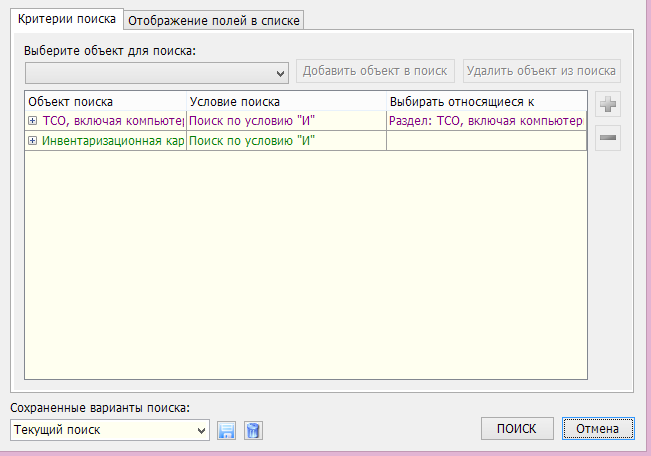 Критерии поиска Отображение полей в списке
Выберите объект для поиска:
Добавить объект в поиск Удалить объект из поиска
Объект поиска Условие поиска Выбирать относящиеся к
ТСО, включая компьютер Поиск по условию "И" Раздел: ТСО, включая компьютер
Инвентаризационная кар Поиск по условию "И"
Сохраненные варианты поиска:
Текущий поиск ПОИСК Отмена